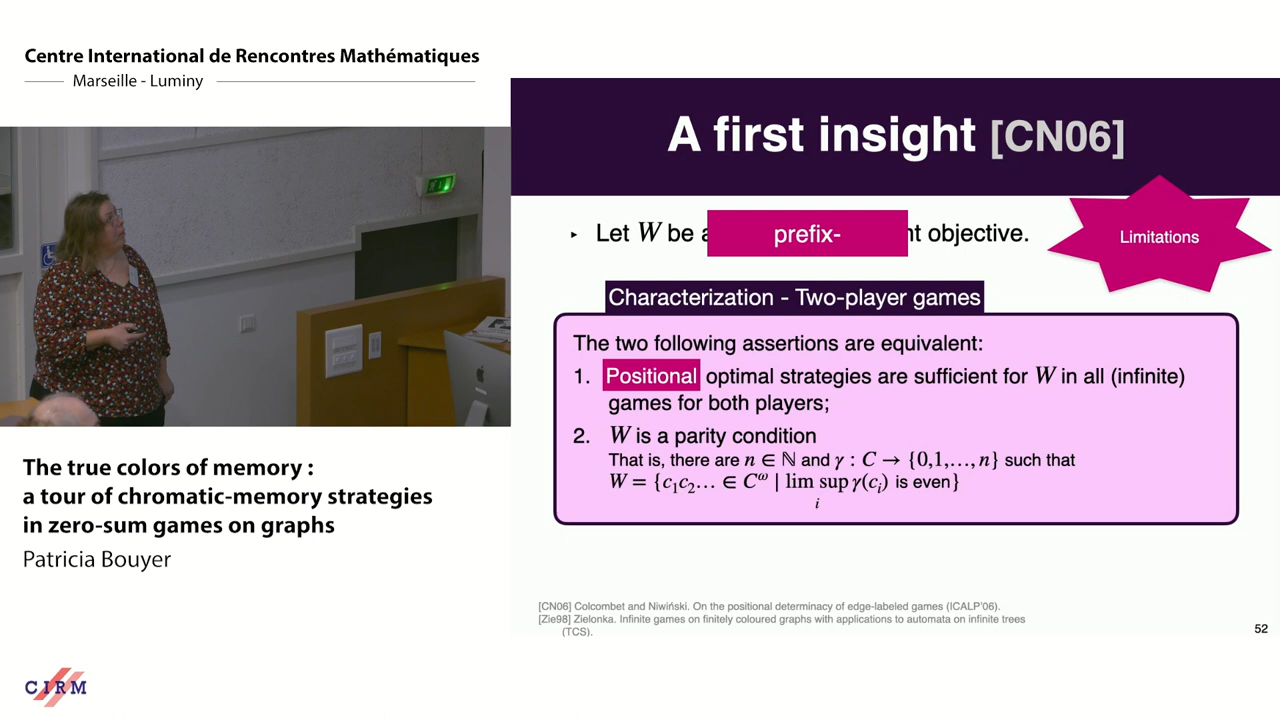 Centre International de Rencontres Mathématiques
Marseille - Luminy
The true colors of memory :
a tour of chromatic-memory strategies
in zero-sum games on graphs
Patricia Bouyer
CIRM
A first insight [CN06]
‣ Let W be a prefix- nt objective.
Limitations
Characterization - Two-player games
The two following assertions are equivalent:
1. Positional optimal strategies are sufficient for W in all (infinite)
games for both players;
2. W is a parity condition
That is, there are n ∈ ℕ and γ : C → {0,1,…,n} such that
W = {c₁c₂… ∈ Cω | lim sup γ(cᵢ) is even}
i
[CN06] Colcombet and Niwiński. On the positional determinacy of edge-labeled games (ICALP'06).
[Zie98] Zielonka. Infinite games on finitely coloured graphs with applications to automata on infinite trees
(TCS).
52